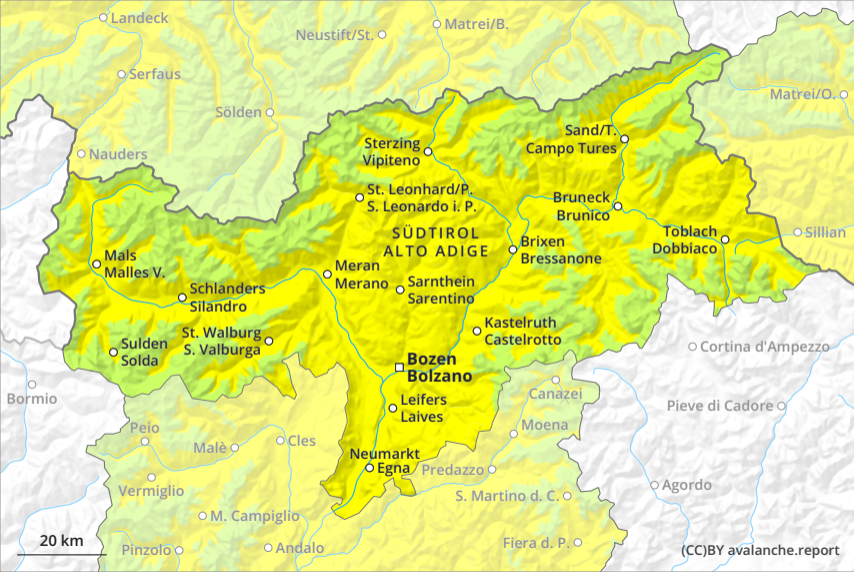 Landeck
Matrei/B.
Neustift/St.
Serfaus
Matrei/O.
Sölden
Sand/T.
Campo Tures
Sterzing
Vipiteno
Nauders
St. Leonhard/P.
S. Leonardo i. P.
Bruneck
Brunico
SÜDTIROL
ALTO ADIGE
Toblach
Dobbiaco
Sillian
Brixen
Bressanone
Mals
Malles V.
Meran
Merano
Sarnthein
Sarentino
Schlanders
Silandro
Kastelruth
Castelrotto
St. Walburg
S. Valburga
Sulden
Solda
Cortina d'Ampezzo
Bozen
Bolzano
Bormio
Canazei
Leifers
Laives
Pieve di Cadore
Peio
Moena
Cles
Malè
Neumarkt
Egna
Predazzo
Vermiglio
Agordo
S. Martino d. C.
M. Campiglio
20 km
Pinzolo
Andalo
Fiera d. P.
(CC)BY avalanche.report